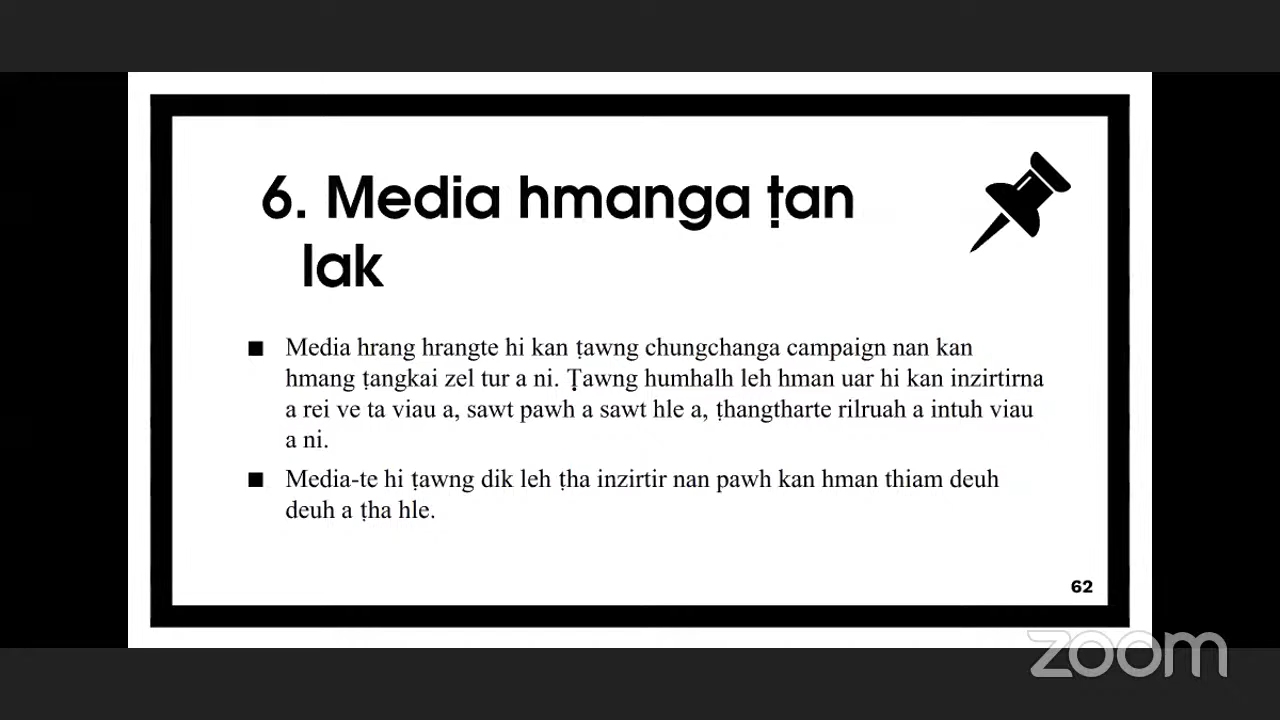 6. Media hmanga ṭan
lak
■ Media hrang hrangte hi kan ṭawng chungchanga campaign nan kan
hmang ṭangkai zel tur a ni. Ṭawng humhalh leh hman uar hi kan inzirtirna
a rei ve ta viau a, sawt pawh a sawt hle a, ṭhangtharte rilruah a intuh viau
a ni.
■ Media-te hi ṭawng dik leh ṭha inzirtir nan pawh kan hman thiam deuh
deuh a ṭha hle.
62
zoom